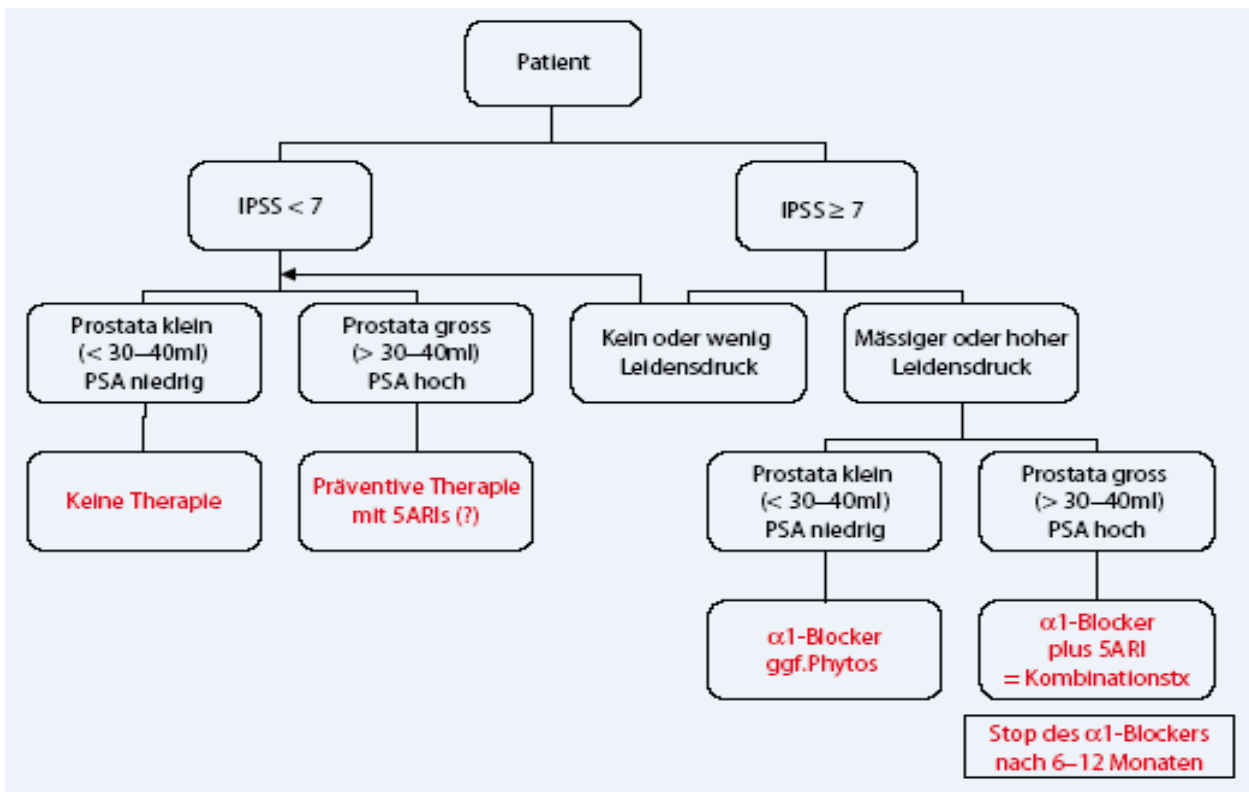 Patient
IPSS < 7
IPSS ≥ 7
Prostata klein
(< 30–40ml)
PSA niedrig
Prostata gross
(> 30–40ml)
PSA hoch
Kein oder wenig
Leidensdruck
Mässiger oder hoher
Leidensdruck
Keine Therapie
Präventive Therapie
mit 5ARIs (?)
Prostata klein
(< 30–40ml)
PSA niedrig
Prostata gross
(> 30–40ml)
PSA hoch
α1-Blocker
ggf.Phytos
α1-Blocker
plus 5ARI
= Kombinationstx
Stop des α1-Blockers
nach 6–12 Monaten